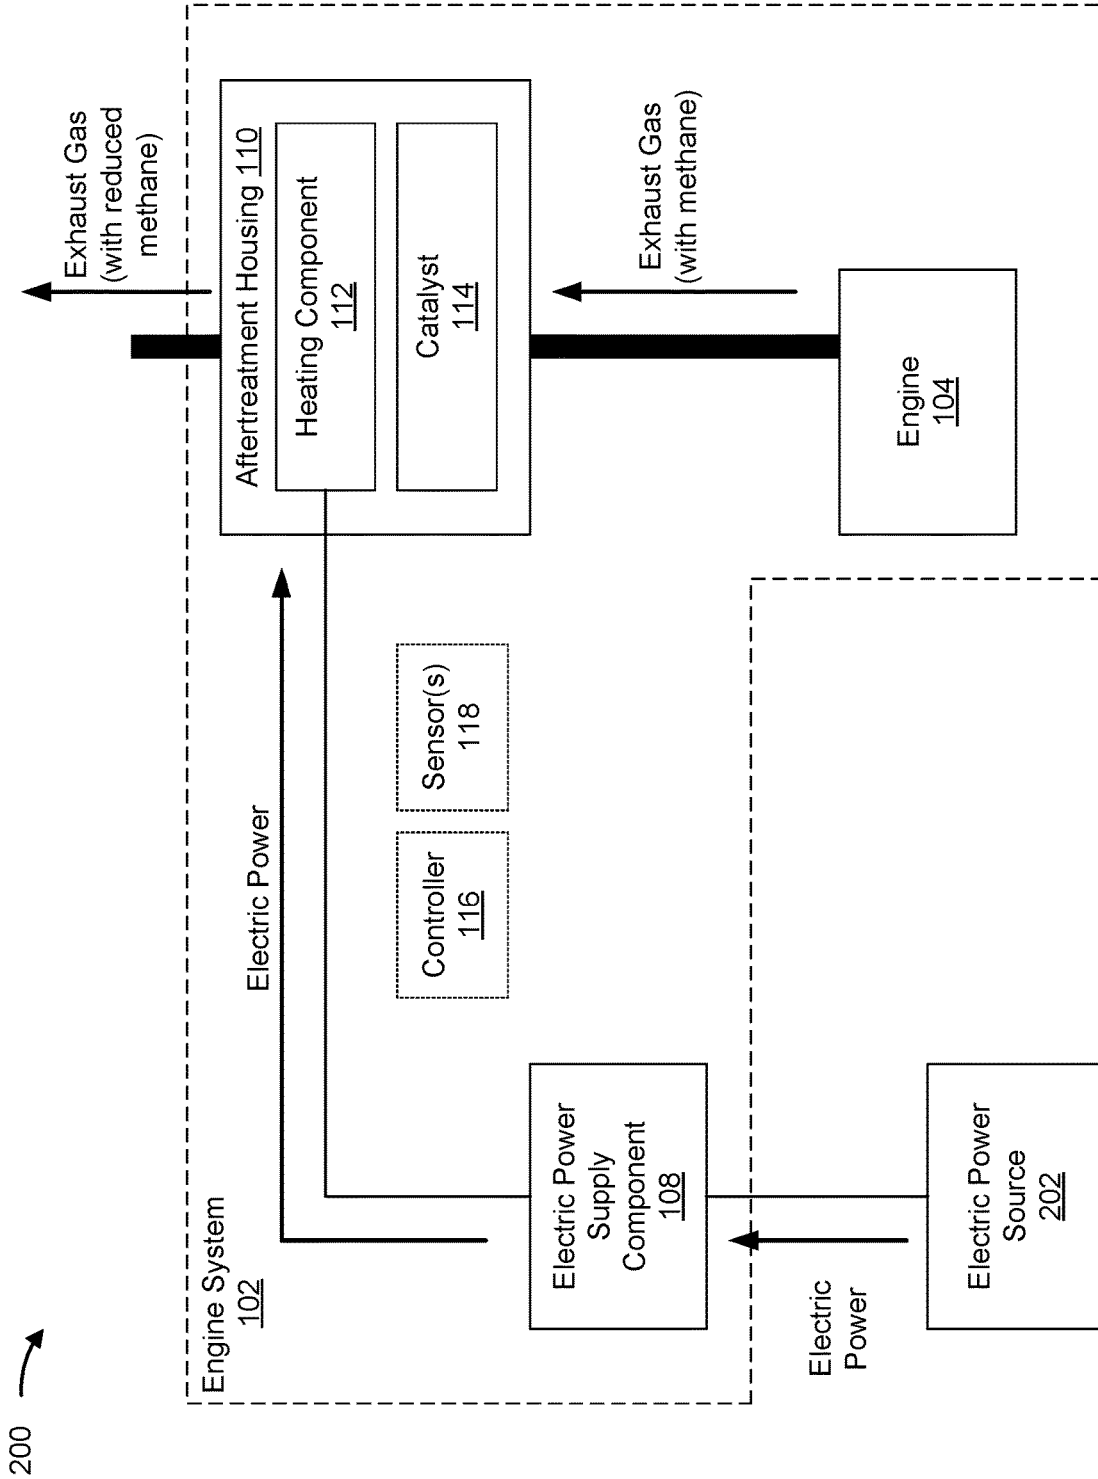 200
Engine System
102
Electric Power
Exhaust Gas
(with reduced
methane)
Aftertreatment Housing 110
Heating Component
112
Catalyst
114
Controller
116
Sensor(s)
118
Exhaust Gas
(with methane)
Electric Power
Supply
Component
108
Engine
104
Electric
Power
Electric Power
Source
202